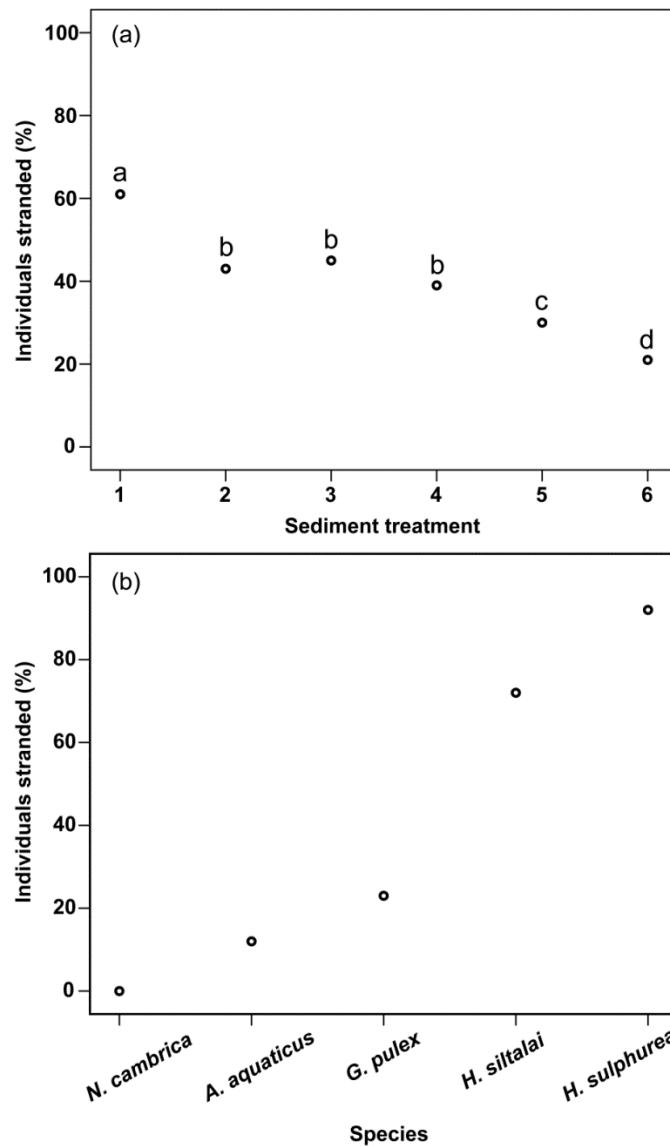 (a)
Individuals stranded (%)
100
80
60
40
20
0
a
b
b
b
c
d
1 2 3 4 5 6
Sediment treatment
(b)
Individuals stranded (%)
100
80
60
40
20
0
N. cambrica A. aquaticus G. pulex H. siltalai H. sulphurea
Species